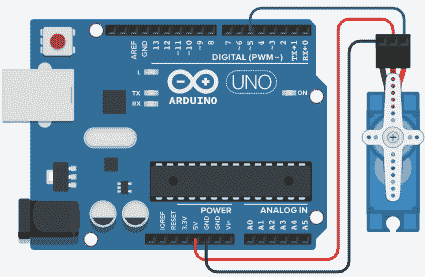 AREF
GND
13
12
~11
~10
~9
8
7
~6
~5
4
~3
2
TX→1
RX←0
DIGITAL (PWM~)
L
TX
RX
ARDUINO
UNO
ON
POWER
ANALOG IN
IOREF
RESET
3.3V
5V
GND
GND
Vin
A0
A1
A2
A3
A4
A5